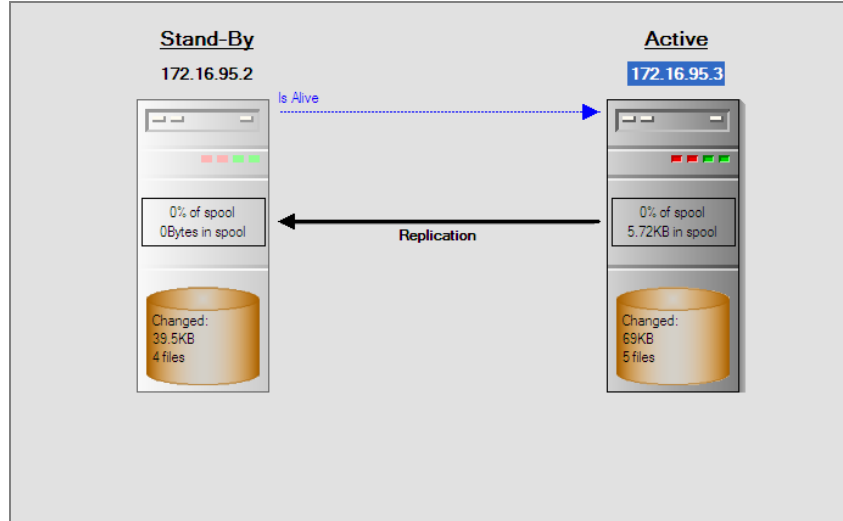 Stand-By
172.16.95.2
Active
172.16.95.3
Is Alive
0% of spool
0Bytes in spool
Replication
0% of spool
5.72KB in spool
Changed:
39.5KB
4 files
Changed:
69KB
5 files